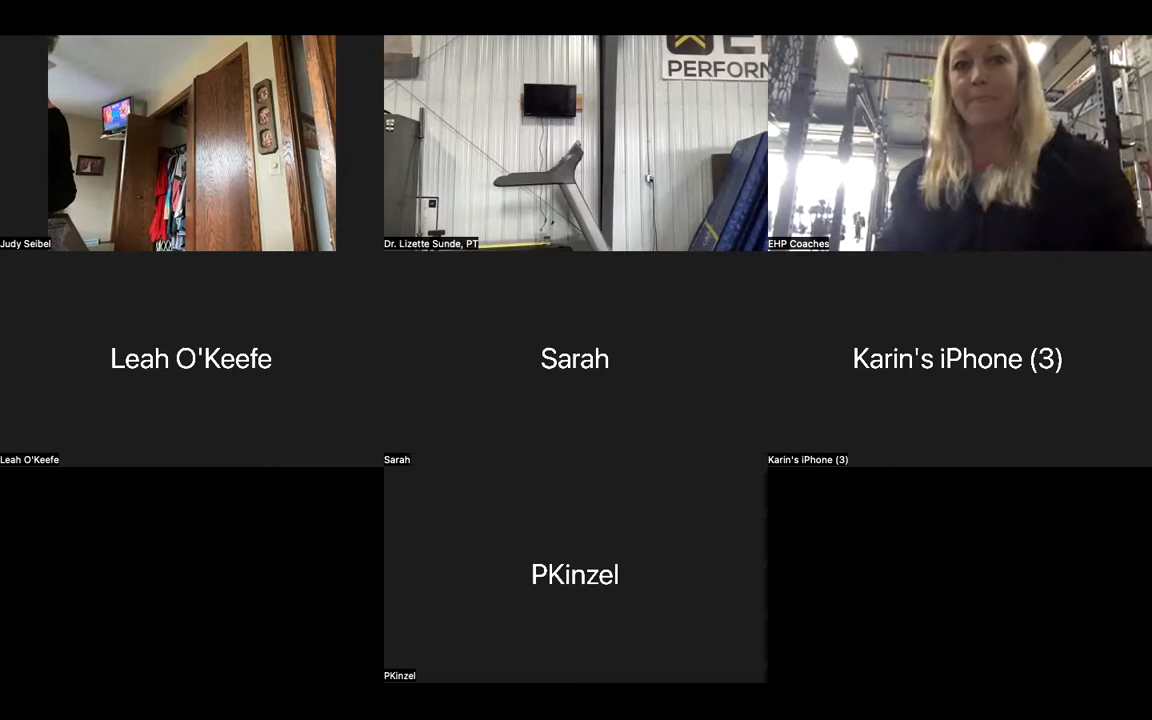 PERFORM
Judy Seibel
Dr. Lizette Sunde, PT
EHP Coaches
Leah O'Keefe
Sarah
Karin's iPhone (3)
Leah O'Keefe
Sarah
Karin's iPhone (3)
PKinzel
PKinzel